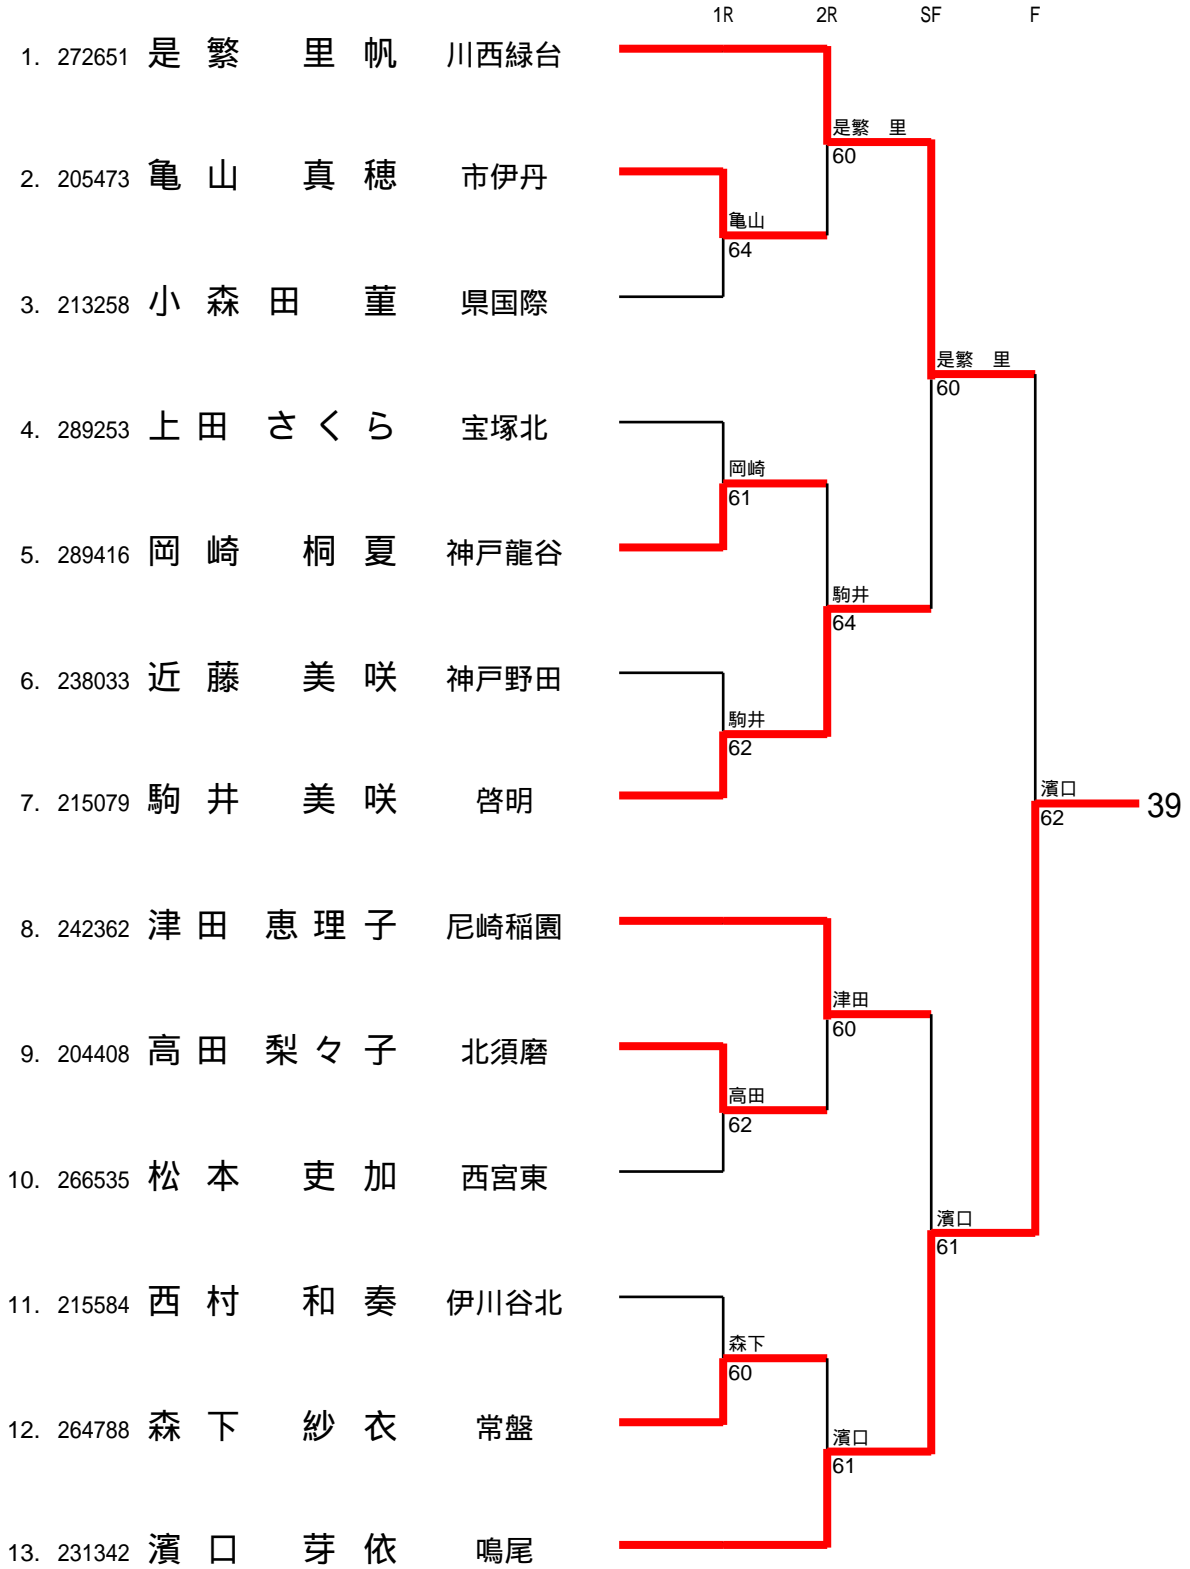 1R 2R SF F
1. 272651 是繁 里帆 川西緑台
是繁 里
60
2. 205473 亀山 真穂 市伊丹
亀山
64
3. 213258 小森田 菫 県国際
是繁 里
60
4. 289253 上田 さくら 宝塚北
岡崎
61
5. 289416 岡崎 桐夏 神戸龍谷
駒井
64
6. 238033 近藤 美咲 神戸野田
駒井
62
7. 215079 駒井 美咲 啓明
濱口
62
39
8. 242362 津田 恵理子 尼崎稲園
津田
60
9. 204408 高田 梨々子 北須磨
高田
62
10. 266535 松本 吏加 西宮東
濱口
61
11. 215584 西村 和奏 伊川谷北
森下
60
12. 264788 森下 紗衣 常盤
濱口
61
13. 231342 濱口 芽依 鳴尾